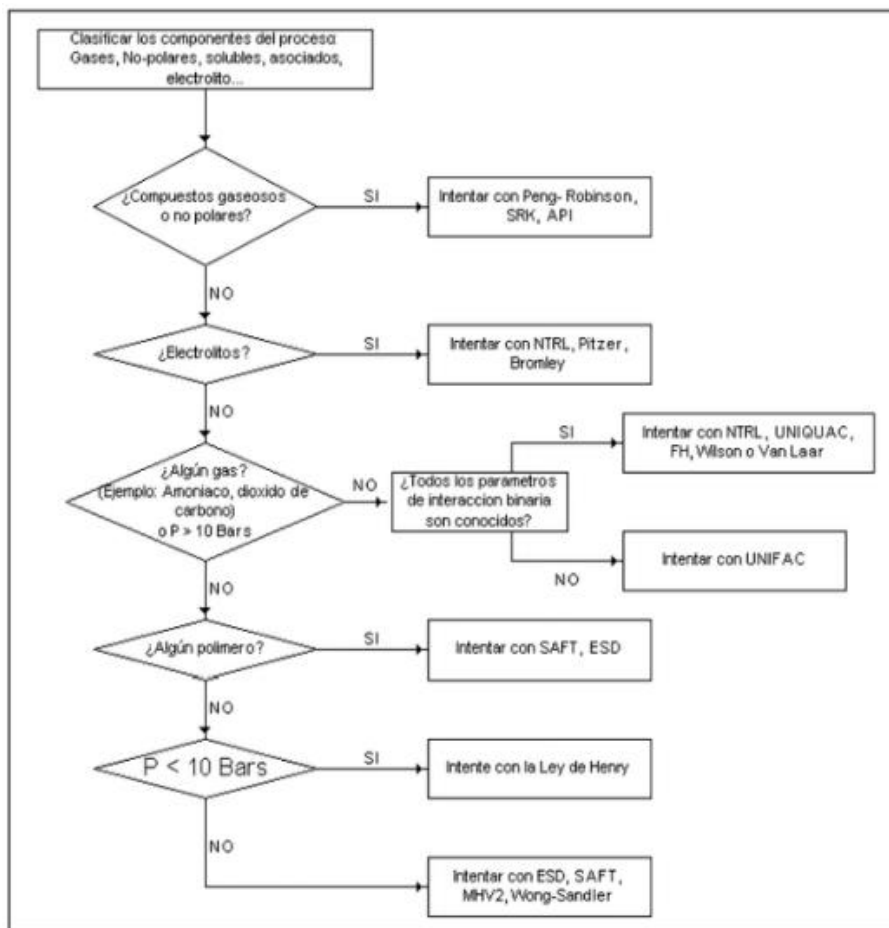 Clasificar los componentes del proceso:
Gases, No-polares, solubles, asociados,
electrolito...
¿Compuestos gaseosos
o no polares?
SI
Intentar con Peng- Robinson,
SRK, API
NO
¿Electrolitos?
SI
Intentar con NTRL, Pitzer,
Bromley
NO
¿Algún gas?
(Ejemplo: Amoniaco, dioxido de
carbono)
o P > 10 Bars
NO
¿Todos los parametros
de interaccion binaria
son conocidos?
SI
Intentar con NTRL, UNIQUAC,
FH, Wilson o Van Laar
NO
Intentar con UNIFAC
NO
¿Algún polimero?
SI
Intentar con SAFT, ESD
NO
P < 10 Bars
SI
Intente con la Ley de Henry
NO
Intentar con ESD, SAFT,
MHV2, Wong-Sandler